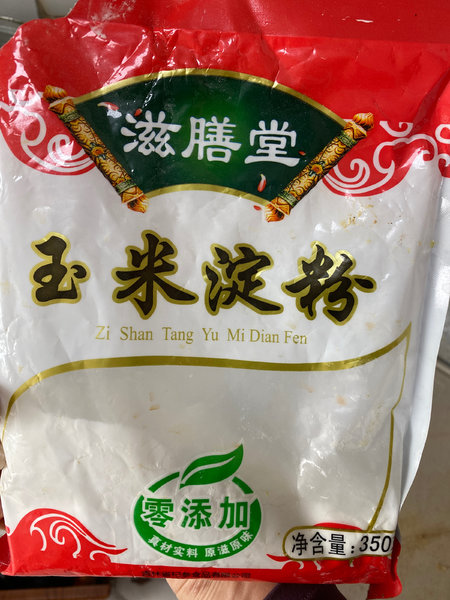 滋膳堂
玉米淀粉
Zi Shan Tang Yu Mi Dian Fen
零添加
真材实料 原滋原味
净含量:350